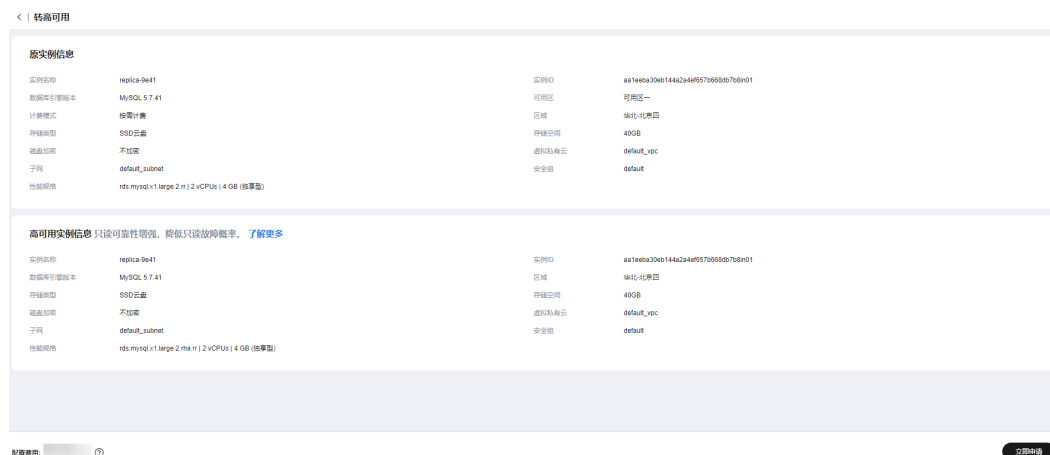 < | 转高可用
原实例信息
实例名称 replica-9e41 实例ID aa1eeba30eb144a2a4ef657b668db7b8in01
数据库引擎版本 MySQL 5.7.41 可用区 可用区一
计费模式 按需计费 区域 华北-北京四
存储类型 SSD云盘 存储空间 40GB
磁盘加密 不加密 虚拟私有云 default_vpc
子网 default_subnet 安全组 default
性能规格 rds.mysql.x1.large.2.rr | 2 vCPUs | 4 GB (独享型)
高可用实例信息 只读可靠性增强，降低只读故障概率。 了解更多
实例名称 replica-9e41 实例ID aa1eeba30eb144a2a4ef657b668db7b8in01
数据库引擎版本 MySQL 5.7.41 区域 华北-北京四
存储类型 SSD云盘 存储空间 40GB
磁盘加密 不加密 虚拟私有云 default_vpc
子网 default_subnet 安全组 default
性能规格 rds.mysql.x1.large.2.rha.rr | 2 vCPUs | 4 GB (独享型)
配置费用: ?
立即申请